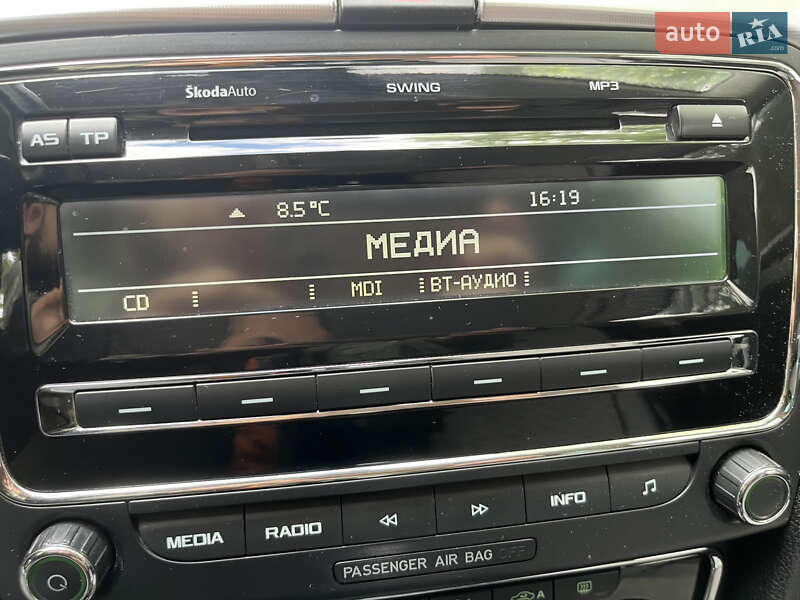 auto RIA
ŠkodaAuto SWING MP3
AS TP
8.5°C 16:19
МЕДИА
CD MDI ВТ-АУДИО
MEDIA RADIO INFO
PASSENGER AIR BAG OFF
A